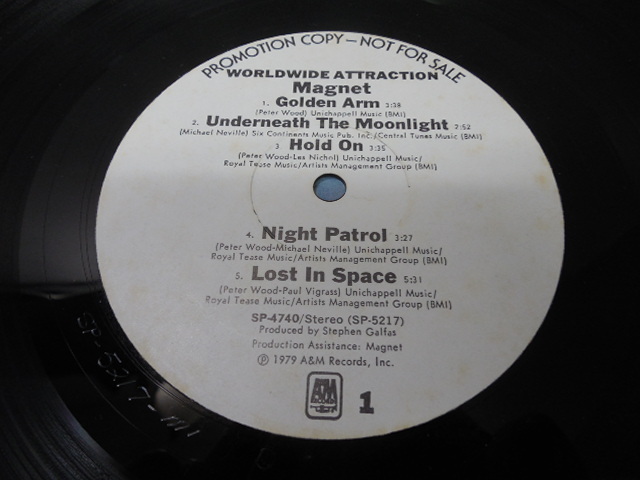 PROMOTION COPY — NOT FOR SALE
WORLDWIDE ATTRACTION
Magnet
1. Golden Arm 3:38
(Peter Wood) Unichappell Music (BMI)
2. Underneath The Moonlight 7:52
(Michael Neville) Six Continents Music Pub. Inc./Central Tunes Music (BMI)
3 Hold On 3:35
(Peter Wood-Les Nichol) Unichappell Music/
Royal Tease Music/Artists Management Group (BMI)
4. Night Patrol 3:27
(Peter Wood-Michael Neville) Unichappell Music/
Royal Tease Music/Artists Management Group (BMI)
5. Lost In Space 5:31
(Peter Wood-Paul Vigrass) Unichappell Music/
Royal Tease Music/Artists Management Group (BMI)
SP-4740/Stereo (SP-5217)
Produced by Stephen Galfas
Production Assistance: Magnet
℗ 1979 A&M Records, Inc.
A&M
RECORDS
1
SP-5217-M1